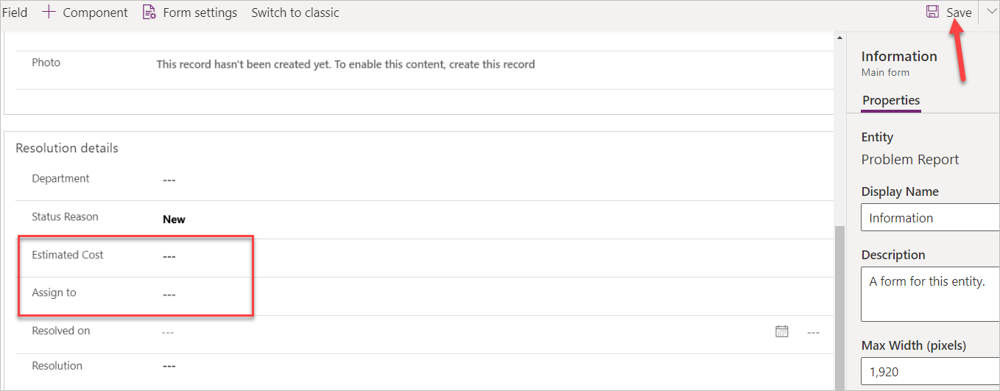 Field + Component Form settings Switch to classic Save
Photo This record hasn't been created yet. To enable this content, create this record
Resolution details
Department ---
Status Reason New
Estimated Cost ---
Assign to ---
Resolved on --- ---
Resolution ---
Information
Main form
Properties
Entity
Problem Report
Display Name
Information
Description
A form for this entity.
Max Width (pixels)
1,920